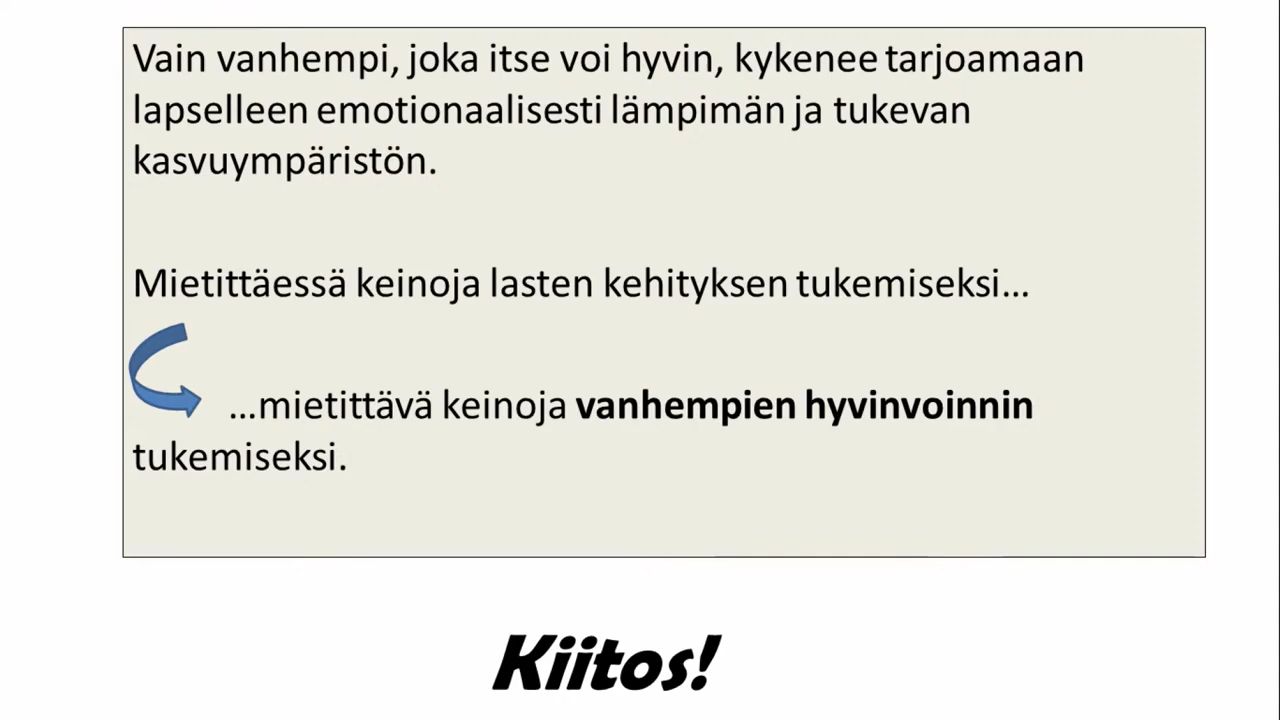 Vain vanhempi, joka itse voi hyvin, kykenee tarjoamaan
lapselleen emotionaalisesti lämpimän ja tukevan
kasvuympäristön.
Mietittäessä keinoja lasten kehityksen tukemiseksi…
…mietittävä keinoja vanhempien hyvinvoinnin
tukemiseksi.
Kiitos!